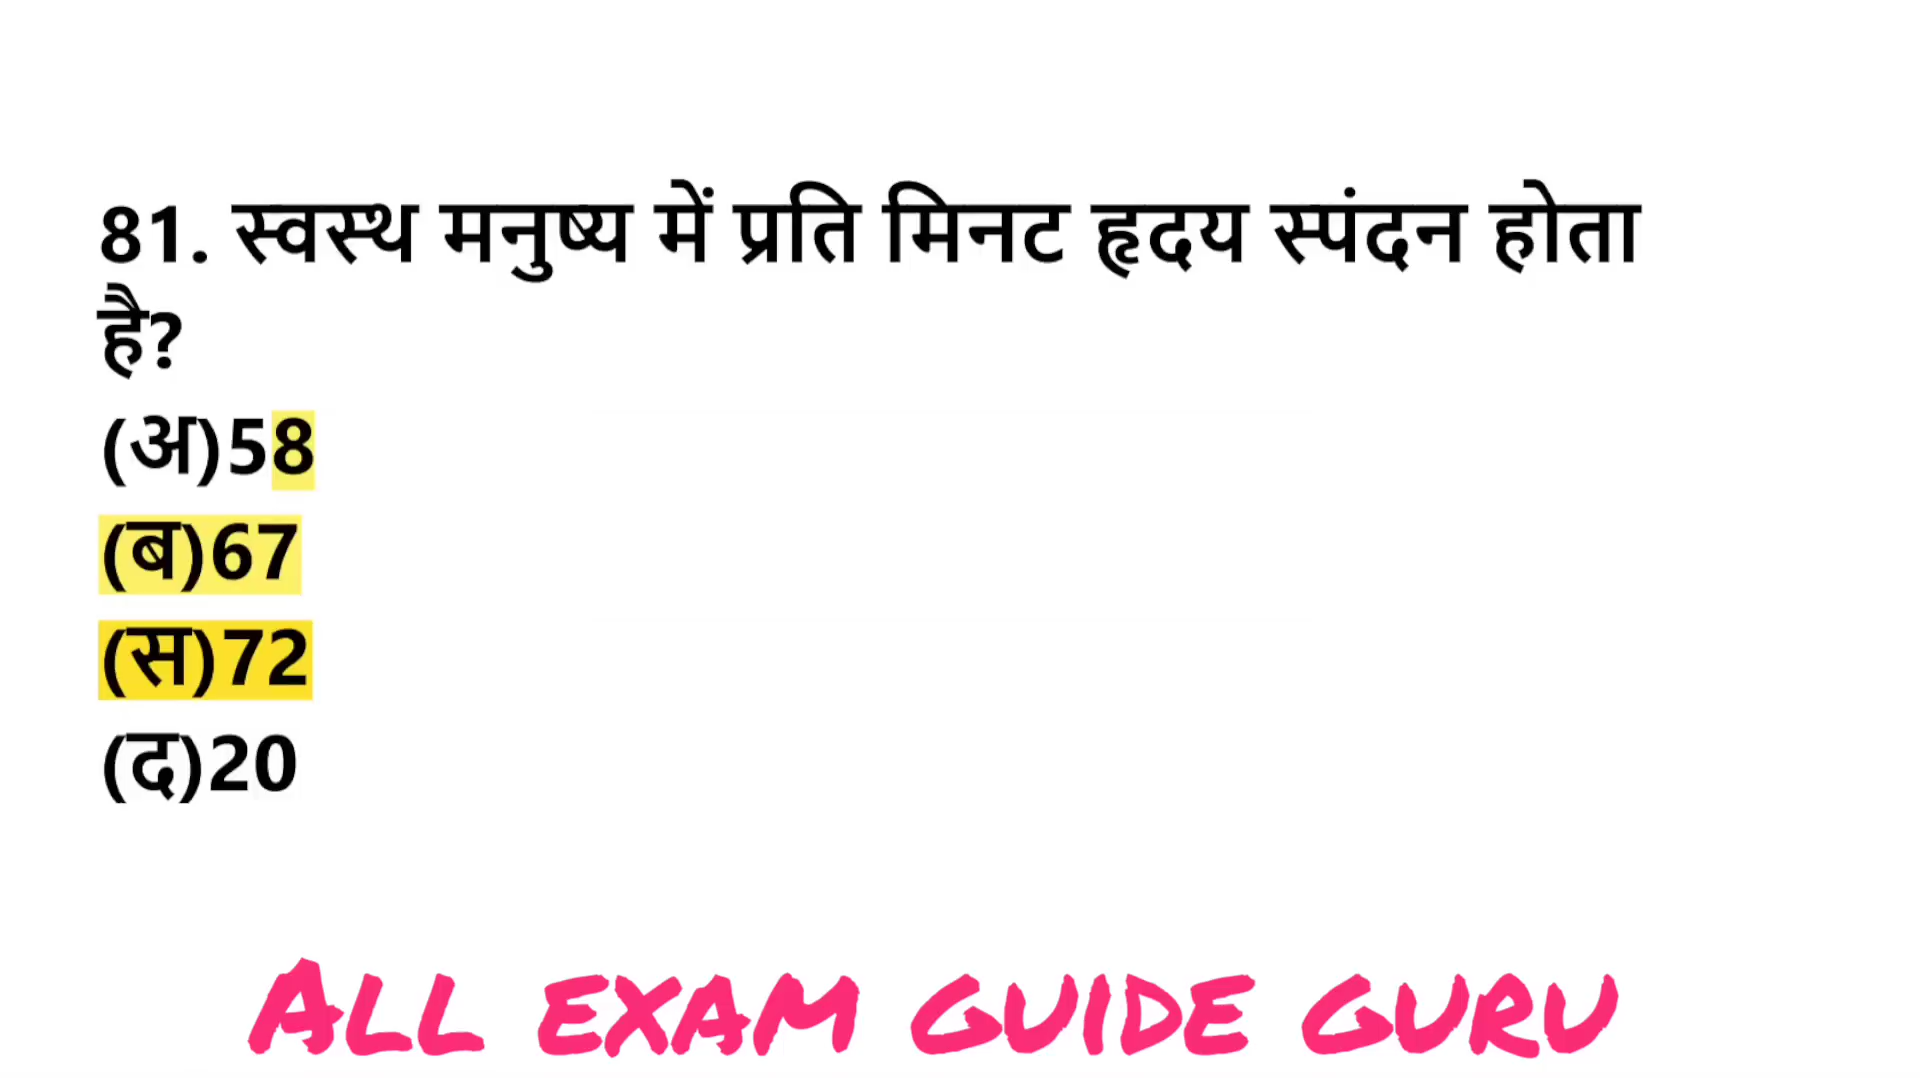 81. स्वस्थ मनुष्य में प्रति मिनट हृदय स्पंदन होता
है?
(अ)58
(ब)67
(स)72
(द)20
ALL EXAM GUIDE GURU